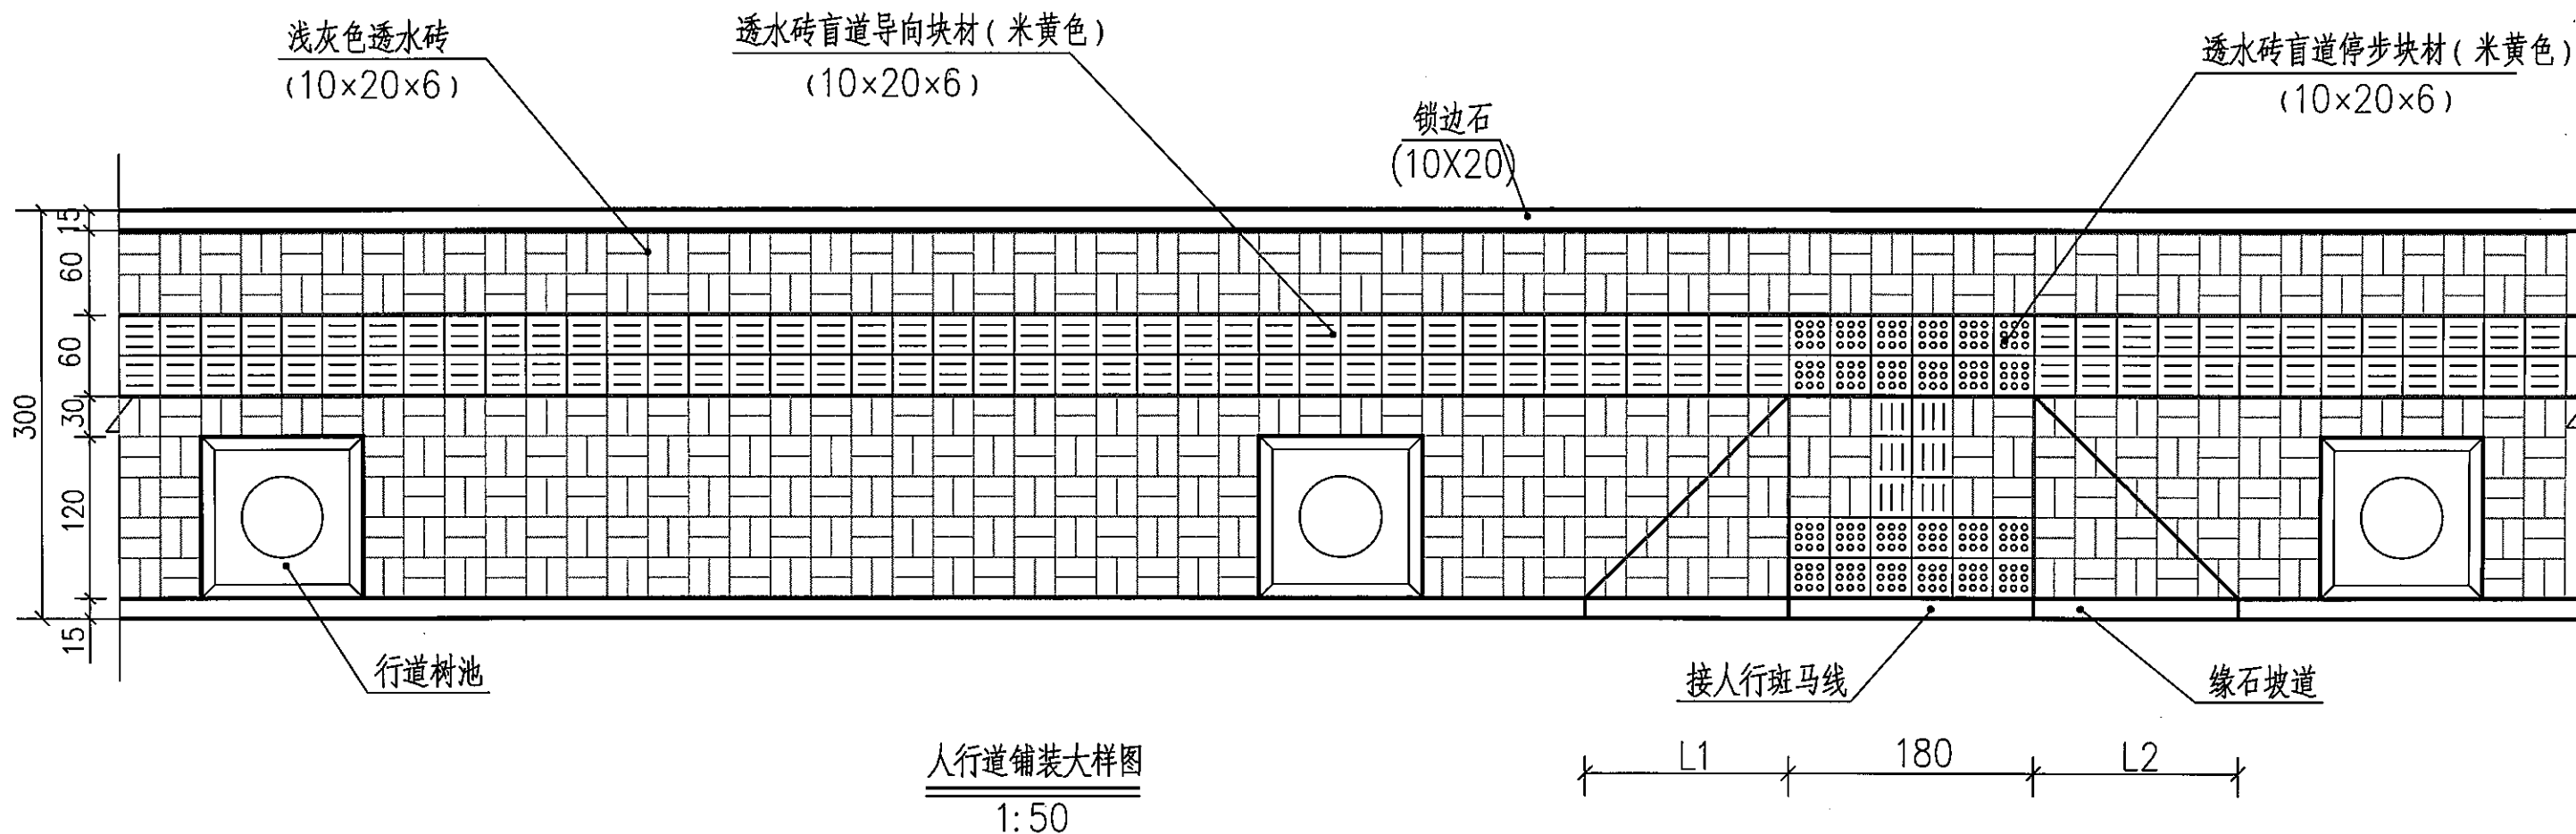 浅灰色透水砖
(10×20×6)
透水砖盲道导向块材(米黄色)
(10×20×6)
锁边石
(10X20)
透水砖盲道停步块材(米黄色)
(10×20×6)
300
15
60
60
30
120
15
行道树池
接人行斑马线
缘石坡道
L1
180
L2
人行道铺装大样图
1:50